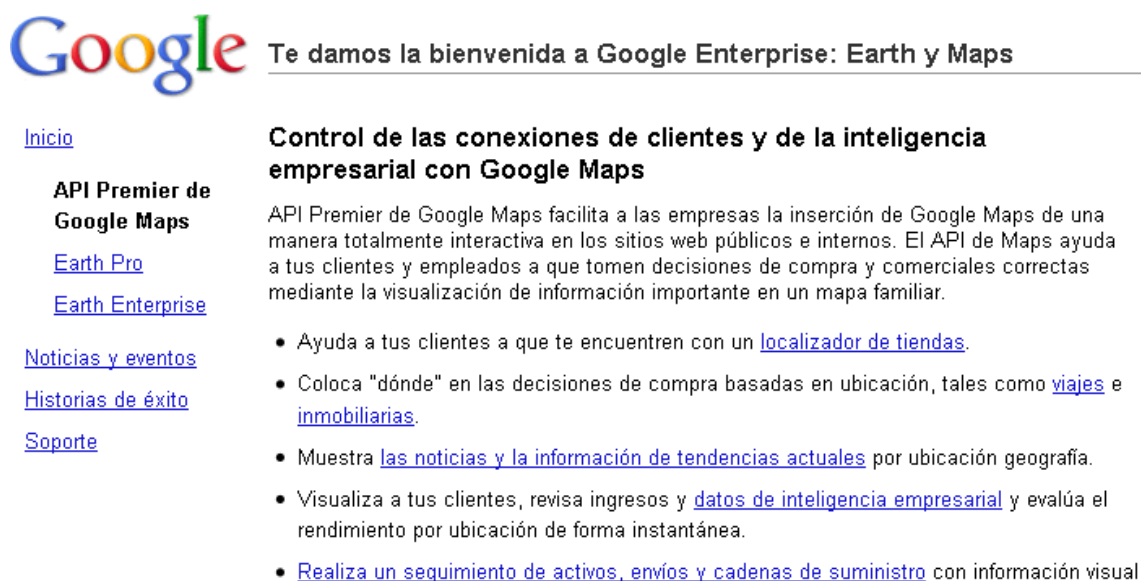 Google Te damos la bienvenida a Google Enterprise: Earth y Maps
Inicio
API Premier de
Google Maps
Earth Pro
Earth Enterprise
Noticias y eventos
Historias de éxito
Soporte
Control de las conexiones de clientes y de la inteligencia
empresarial con Google Maps
API Premier de Google Maps facilita a las empresas la inserción de Google Maps de una
manera totalmente interactiva en los sitios web públicos e internos. El API de Maps ayuda
a tus clientes y empleados a que tomen decisiones de compra y comerciales correctas
mediante la visualización de información importante en un mapa familiar.
• Ayuda a tus clientes a que te encuentren con un localizador de tiendas.
• Coloca "dónde" en las decisiones de compra basadas en ubicación, tales como viajes e
inmobiliarias.
• Muestra las noticias y la información de tendencias actuales por ubicación geografía.
• Visualiza a tus clientes, revisa ingresos y datos de inteligencia empresarial y evalúa el
rendimiento por ubicación de forma instantánea.
• Realiza un seguimiento de activos, envíos y cadenas de suministro con información visual